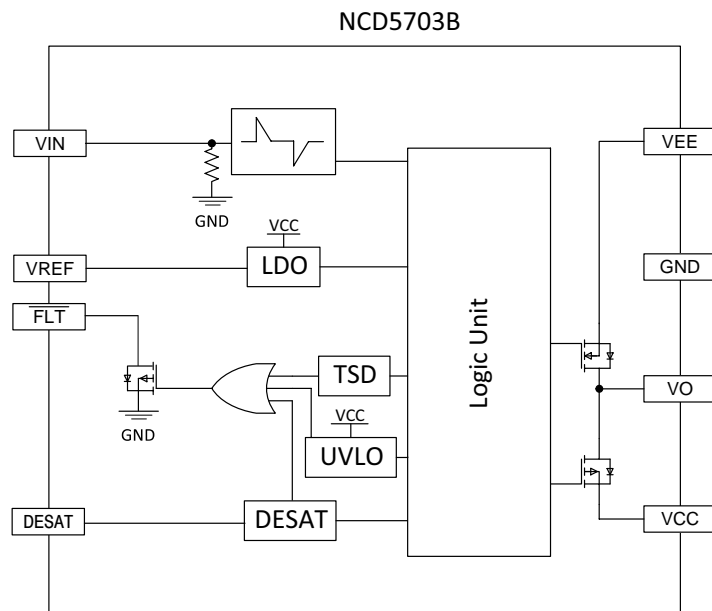 NCD5703B
VIN
VEE
GND
VCC
VREF
LDO
GND
FLT
Logic Unit
TSD
VO
GND
VCC
UVLO
DESAT
DESAT
VCC